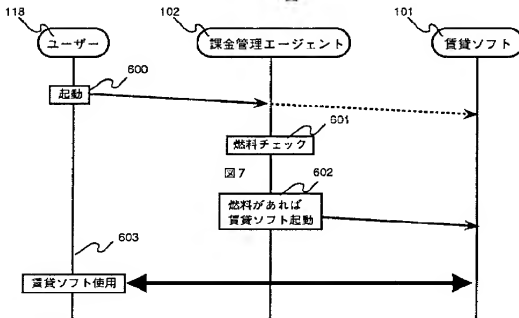 118
102
101
ユーザー
課金管理エージェント
賃貸ソフト
600
起動
601
燃料チェック
図7
602
燃料があれば
賃貸ソフト起動
603
賃貸ソフト使用